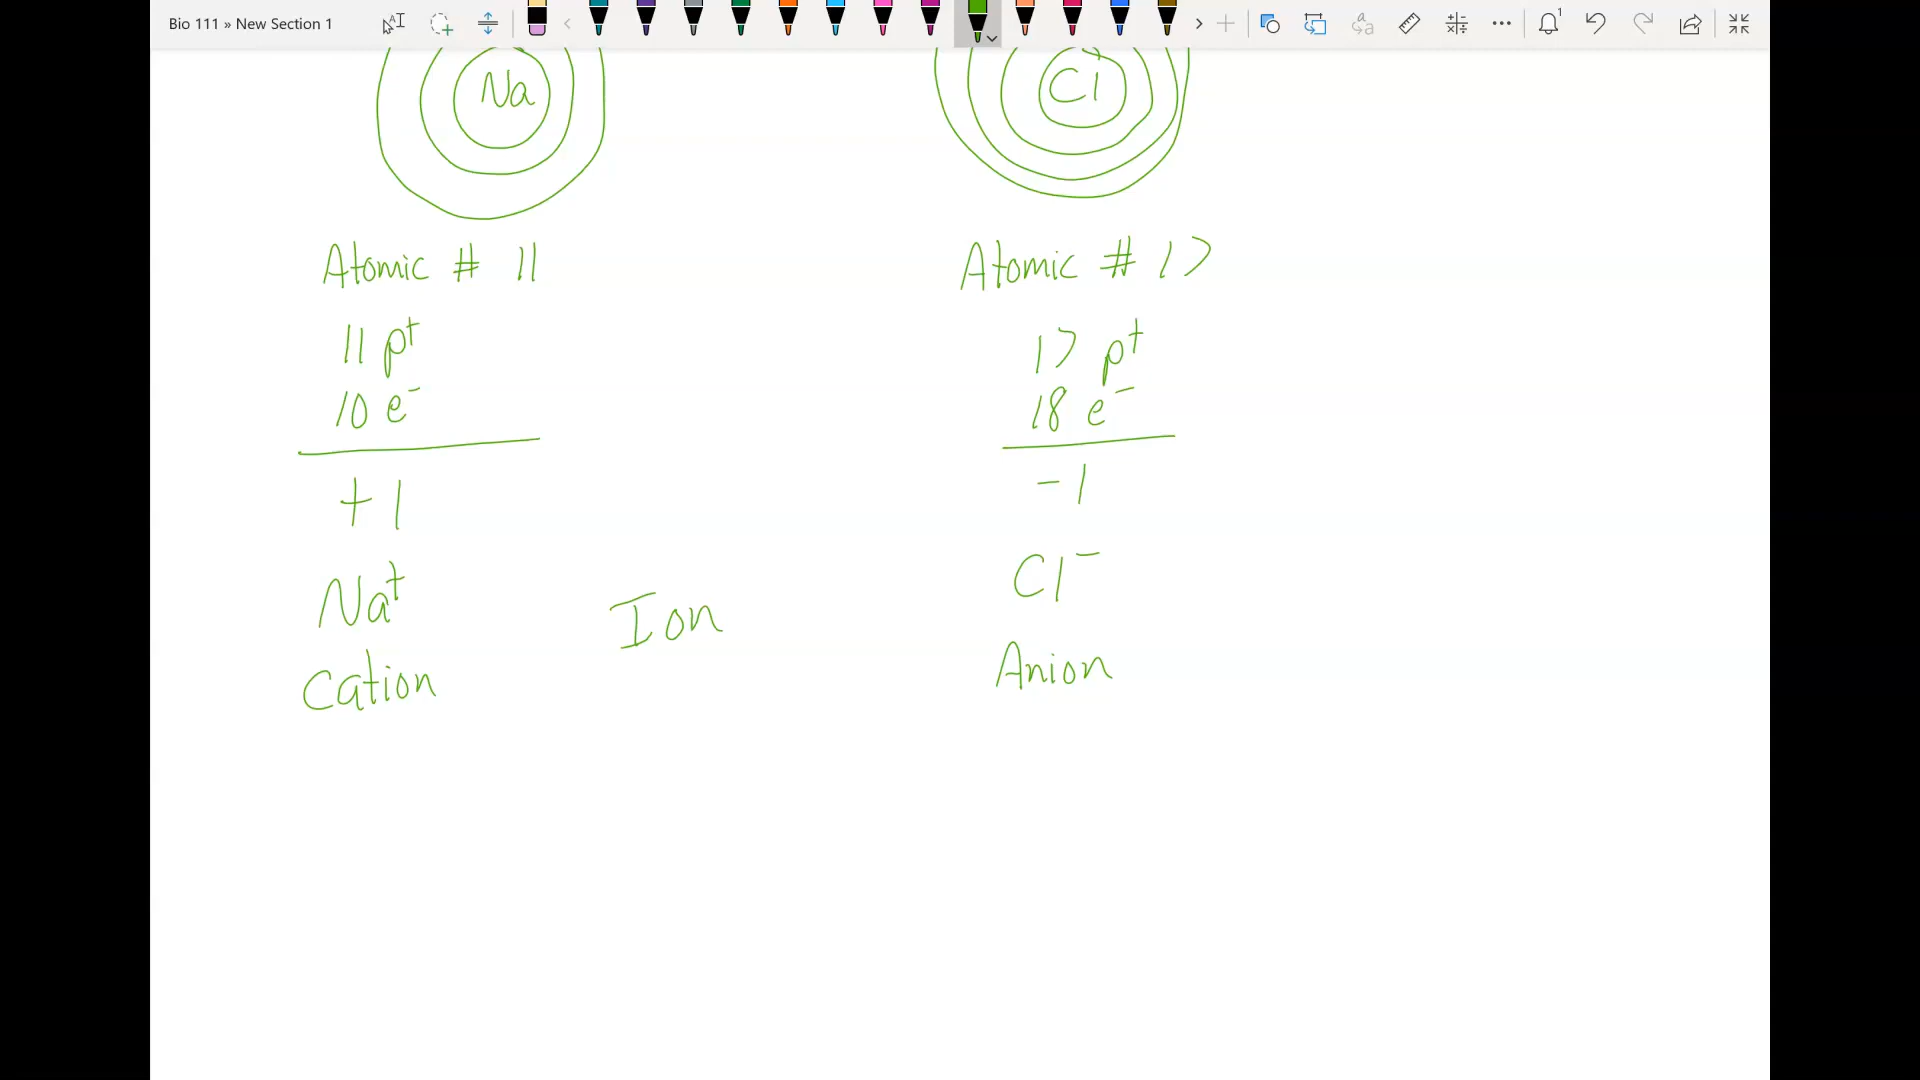 Bio 111 » New Section 1
Na
Cl
Atomic # 11
11 p+
10 e-
+1
Na+
Cation
Ion
Atomic # 17
17 p+
18 e-
-1
Cl-
Anion